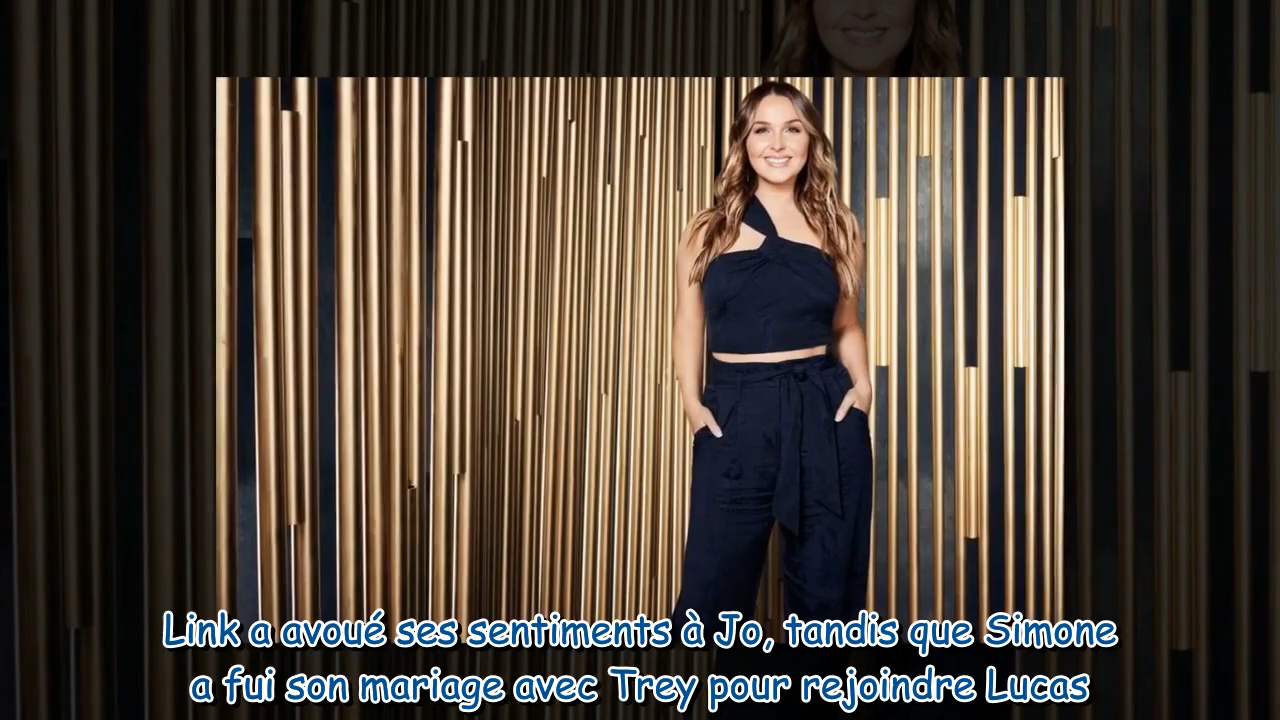 Link a avoué ses sentiments à Jo, tandis que Simone
a fui son mariage avec Trey pour rejoindre Lucas